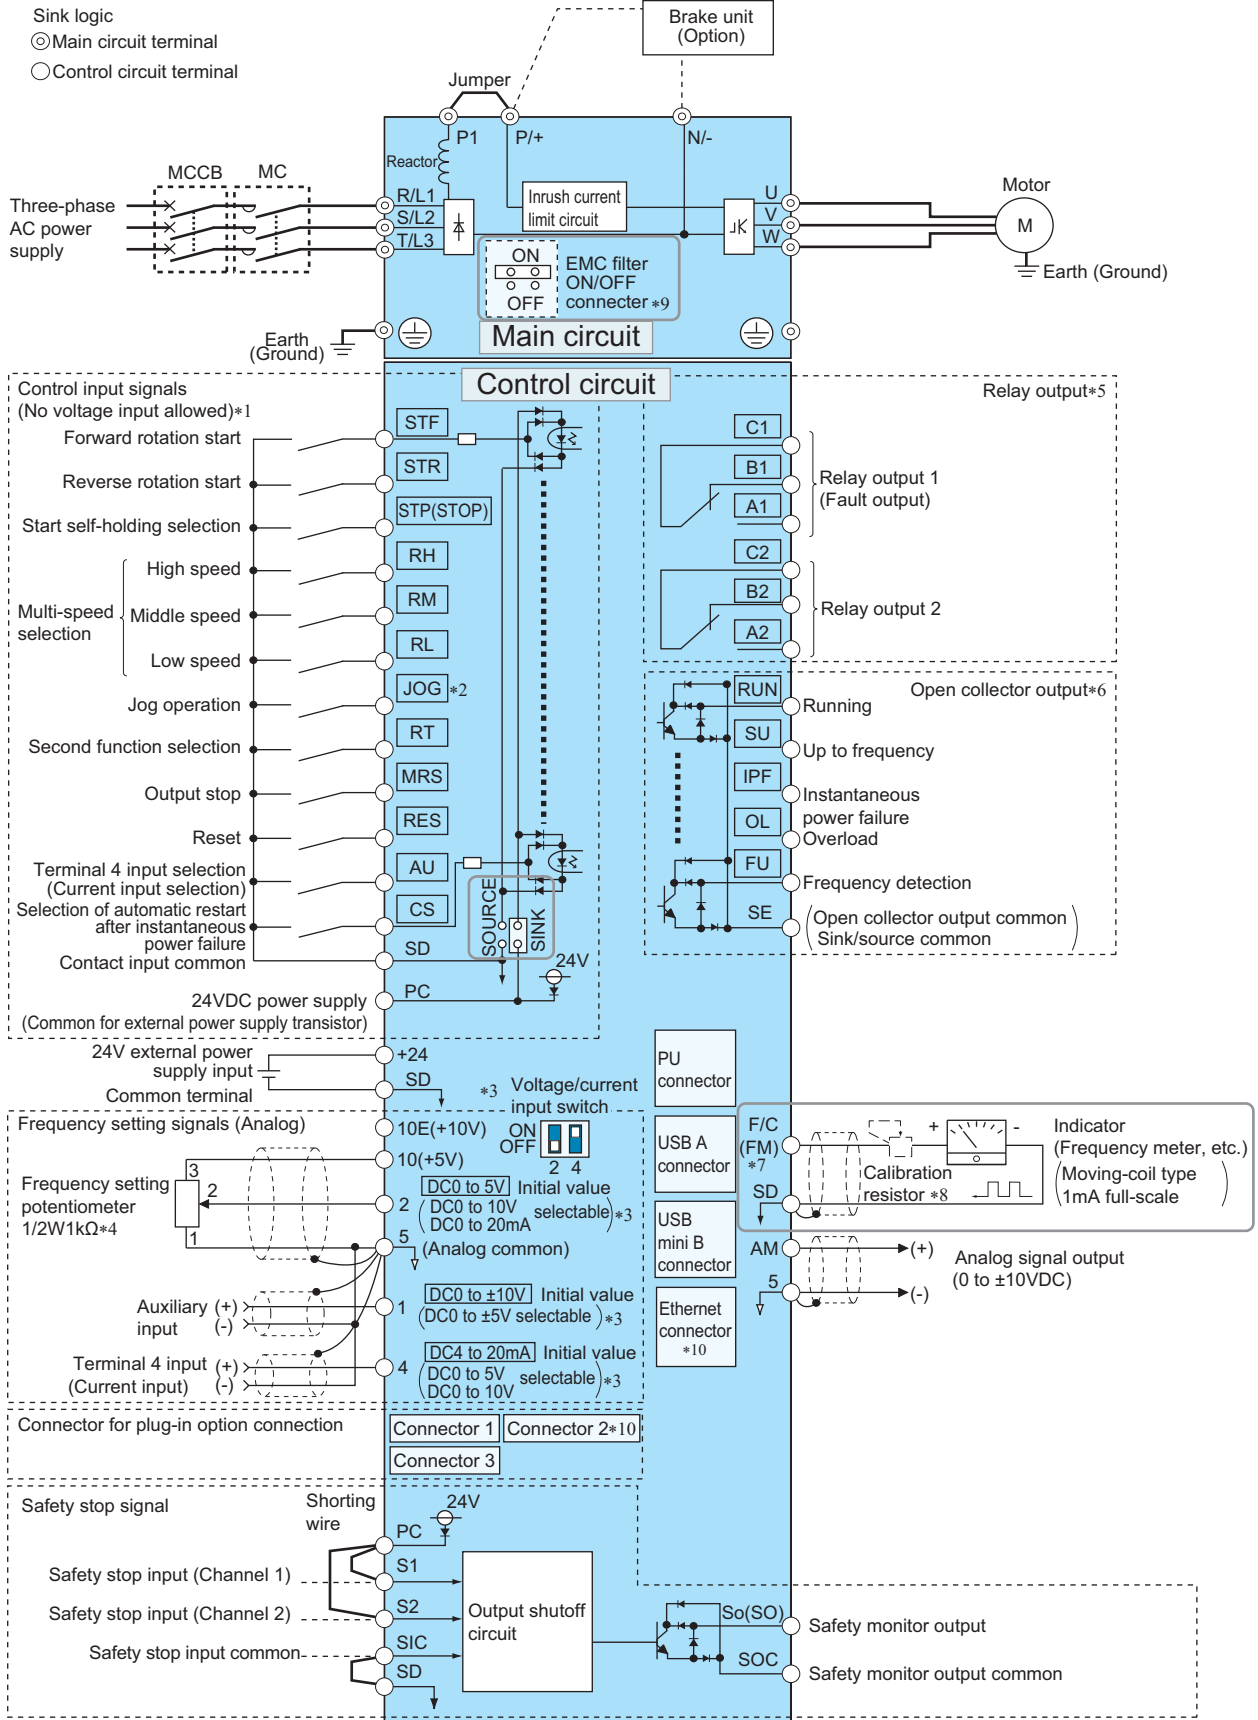 Sink logic
Main circuit terminal
Control circuit terminal
Brake unit
(Option)
Jumper
P1
P/+
N/-
Reactor
MCCB
MC
Three-phase
AC power
supply
R/L1
S/L2
T/L3
Inrush current
limit circuit
U
V
W
Motor
M
Earth (Ground)
ON
OFF
EMC filter
ON/OFF
connecter *9
Earth
(Ground)
Main circuit
Control circuit
Control input signals
(No voltage input allowed)*1
Forward rotation start
STF
Reverse rotation start
STR
Start self-holding selection
STP(STOP)
Multi-speed
selection
High speed
RH
Middle speed
RM
Low speed
RL
Jog operation
JOG *2
Second function selection
RT
Output stop
MRS
Reset
RES
Terminal 4 input selection
(Current input selection)
AU
Selection of automatic restart
after instantaneous
power failure
CS
Contact input common
SD
SOURCE
SINK
24V
24VDC power supply
(Common for external power supply transistor)
PC
Relay output*5
C1
B1
A1
Relay output 1
(Fault output)
C2
B2
A2
Relay output 2
Open collector output*6
RUN
Running
SU
Up to frequency
IPF
Instantaneous
power failure
OL
Overload
FU
Frequency detection
SE
(Open collector output common
Sink/source common)
24V external power
supply input
+24
Common terminal
SD
*3 Voltage/current
input switch
ON
OFF
2 4
Frequency setting signals (Analog)
10E(+10V)
10(+5V)
Frequency setting
potentiometer
1/2W1kΩ*4
3
2
1
2
DC0 to 5V Initial value
(DC0 to 10V
DC0 to 20mA selectable)*3
5
(Analog common)
Auxiliary
input
(+)
(-)
1
DC0 to ±10V Initial value
(DC0 to ±5V selectable)*3
Terminal 4 input
(Current input)
(+)
(-)
4
DC4 to 20mA Initial value
(DC0 to 5V
DC0 to 10V selectable)*3
PU
connector
USB A
connector
USB
mini B
connector
Ethernet
connector
*10
F/C
(FM)
*7
SD
+
-
Calibration
resistor *8
Indicator
(Frequency meter, etc.)
(Moving-coil type
1mA full-scale)
AM
5
(+)
(-)
Analog signal output
(0 to ±10VDC)
Connector for plug-in option connection
Connector 1
Connector 2*10
Connector 3
Safety stop signal
Shorting
wire
24V
PC
Safety stop input (Channel 1)
S1
Safety stop input (Channel 2)
S2
Safety stop input common
SIC
SD
Output shutoff
circuit
So(SO)
Safety monitor output
SOC
Safety monitor output common